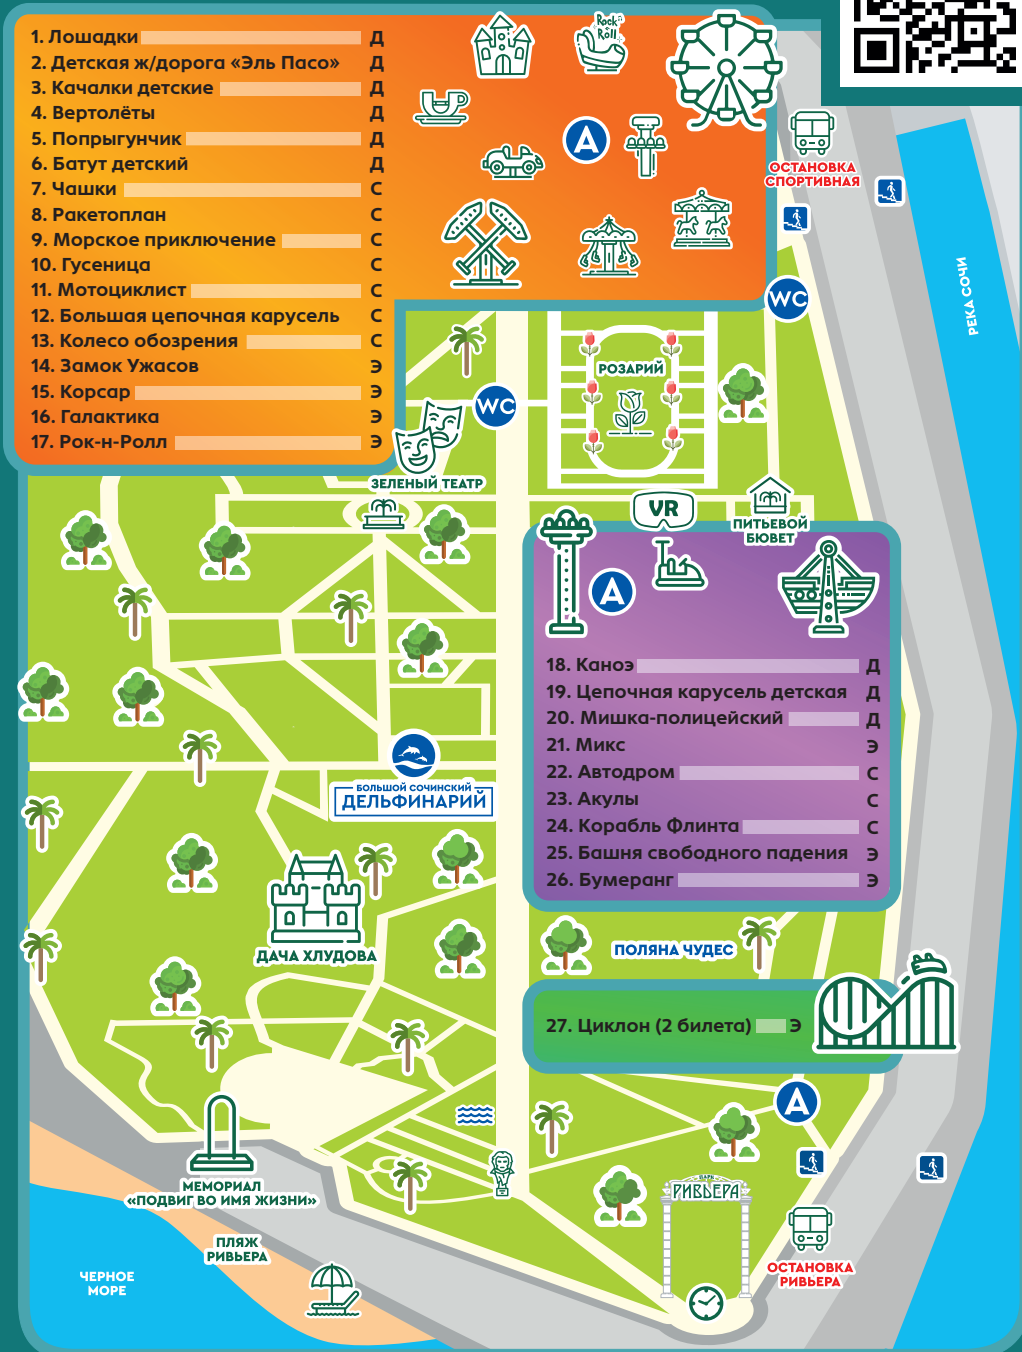 1. Лошадки Д
2. Детская ж/дорога «Эль Пасо» Д
3. Качалки детские Д
4. Вертолёты Д
5. Попрыгунчик Д
6. Батут детский Д
7. Чашки С
8. Ракетоплан С
9. Морское приключение С
10. Гусеница С
11. Мотоциклист С
12. Большая цепочная карусель С
13. Колесо обозрения С
14. Замок Ужасов Э
15. Корсар Э
16. Галактика Э
17. Рок-н-Ролл Э
Rock'n
Roll
А
ОСТАНОВКА
СПОРТИВНАЯ
РЕКА СОЧИ
WC
РОЗАРИЙ
WC
ЗЕЛЕНЫЙ ТЕАТР
VR
ПИТЬЕВОЙ
БЮВЕТ
А
18. Каноэ Д
19. Цепочная карусель детская Д
20. Мишка-полицейский Д
21. Микс Э
22. Автодром С
23. Акулы С
24. Корабль Флинта С
25. Башня свободного падения Э
26. Бумеранг Э
БОЛЬШОЙ СОЧИНСКИЙ
ДЕЛЬФИНАРИЙ
ДАЧА ХЛУДОВА
ПОЛЯНА ЧУДЕС
27. Циклон (2 билета) Э
А
МЕМОРИАЛ
«ПОДВИГ ВО ИМЯ ЖИЗНИ»
ПАРК
РИВЬЕРА
ПЛЯЖ
РИВЬЕРА
ОСТАНОВКА
РИВЬЕРА
ЧЕРНОЕ
МОРЕ